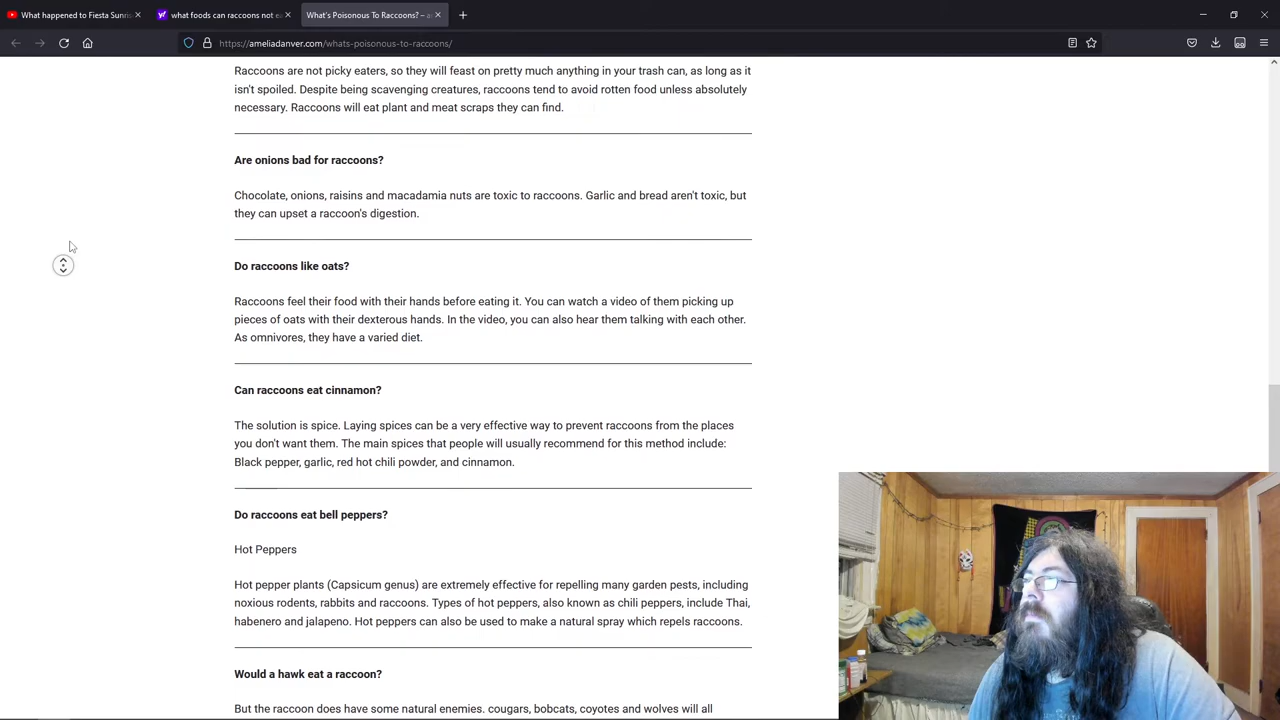 What happened to Fiesta Sunris
what foods can raccoons not ea
What's Poisonous To Raccoons? – a
https://ameliadanver.com/whats-poisonous-to-raccoons/
Raccoons are not picky eaters, so they will feast on pretty much anything in your trash can, as long as it
isn't spoiled. Despite being scavenging creatures, raccoons tend to avoid rotten food unless absolutely
necessary. Raccoons will eat plant and meat scraps they can find.
Are onions bad for raccoons?
Chocolate, onions, raisins and macadamia nuts are toxic to raccoons. Garlic and bread aren't toxic, but
they can upset a raccoon's digestion.
Do raccoons like oats?
Raccoons feel their food with their hands before eating it. You can watch a video of them picking up
pieces of oats with their dexterous hands. In the video, you can also hear them talking with each other.
As omnivores, they have a varied diet.
Can raccoons eat cinnamon?
The solution is spice. Laying spices can be a very effective way to prevent raccoons from the places
you don't want them. The main spices that people will usually recommend for this method include:
Black pepper, garlic, red hot chili powder, and cinnamon.
Do raccoons eat bell peppers?
Hot Peppers
Hot pepper plants (Capsicum genus) are extremely effective for repelling many garden pests, including
noxious rodents, rabbits and raccoons. Types of hot peppers, also known as chili peppers, include Thai,
habenero and jalapeno. Hot peppers can also be used to make a natural spray which repels raccoons.
Would a hawk eat a raccoon?
But the raccoon does have some natural enemies. cougars, bobcats, coyotes and wolves will all